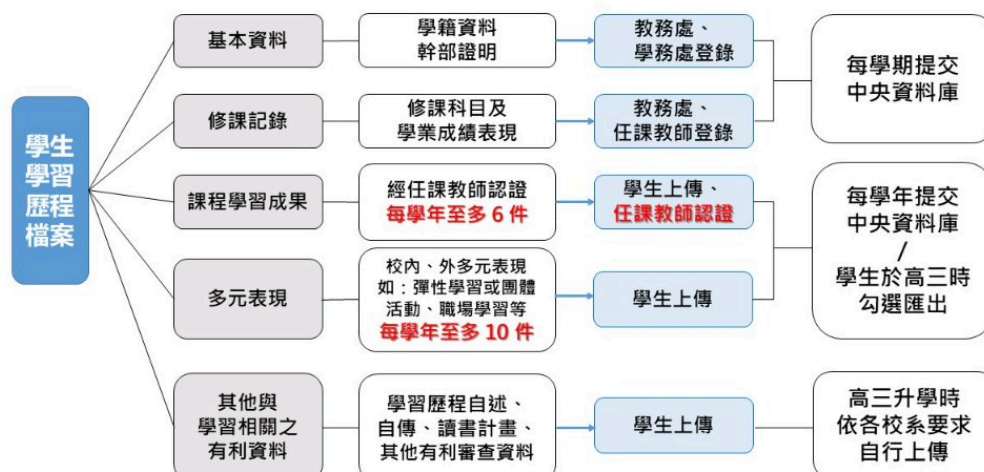 學生
學習
歷程
檔案
基本資料
學籍資料
幹部證明
教務處、
學務處登錄
每學期提交
中央資料庫
修課記錄
修課科目及
學業成績表現
教務處、
任課教師登錄
課程學習成果
經任課教師認證
每學年至多 6 件
學生上傳、
任課教師認證
每學年提交
中央資料庫
/
學生於高三時
勾選匯出
多元表現
校內、外多元表現
如：彈性學習或團體
活動、職場學習等
每學年至多 10 件
學生上傳
其他與
學習相關之
有利資料
學習歷程自述、
自傳、讀書計畫、
其他有利審查資料
學生上傳
高三升學時
依各校系要求
自行上傳